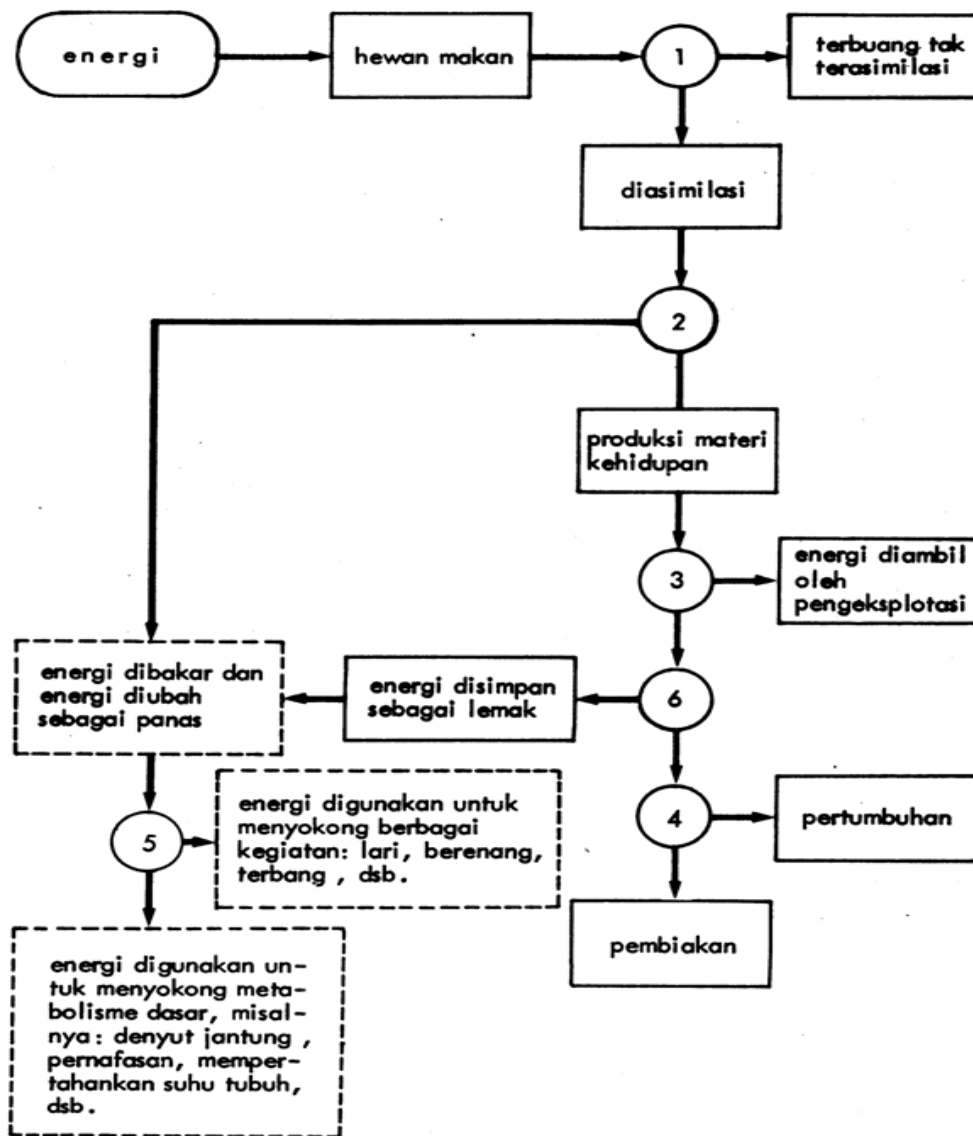 energi
hewan makan
1
terbuang tak
terasimilasi
diasimilasi
2
produksi materi
kehidupan
3
energi diambil
oleh
pengeksplotasi
energi dibakar dan
energi diubah
sebagai panas
energi disimpan
sebagai lemak
6
5
energi digunakan untuk
menyokong berbagai
kegiatan: lari, berenang,
terbang , dsb.
4
pertumbuhan
pembiakan
energi digunakan un-
tuk menyokong meta-
bolisme dasar, misal-
nya: denyut jantung ,
pernafasan, memper-
tahankan suhu tubuh,
dsb.